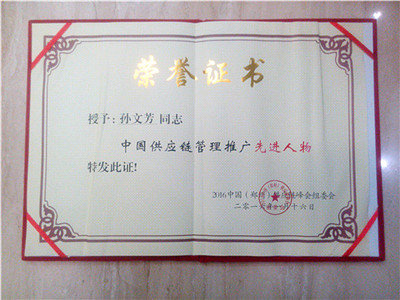 荣誉证书
授予：孙文芳 同志
中国供应链管理推广先进人物
特发此证!
2016中国（郑州）峰会组委会
二零一六十六日